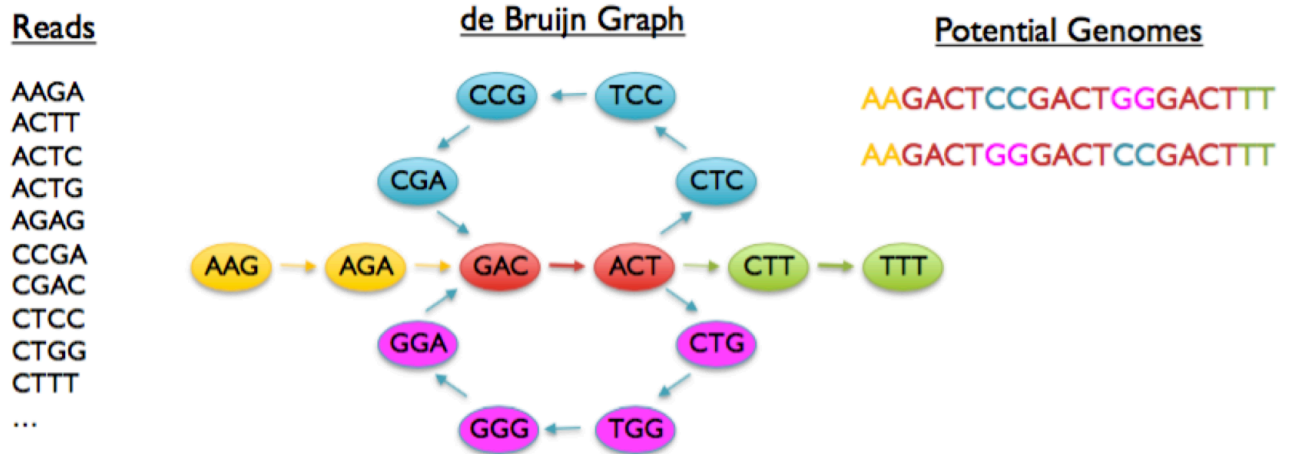 Reads
AAGA
ACTT
ACTC
ACTG
AGAG
CCGA
CGAC
CTCC
CTGG
CTTT
...
de Bruijn Graph
CCG
TCC
CGA
CTC
AAG
AGA
GAC
ACT
CTT
TTT
GGA
CTG
GGG
TGG
Potential Genomes
AAGACTCCGACTGGGACTTT
AAGACTGGGACTCCGACTTT